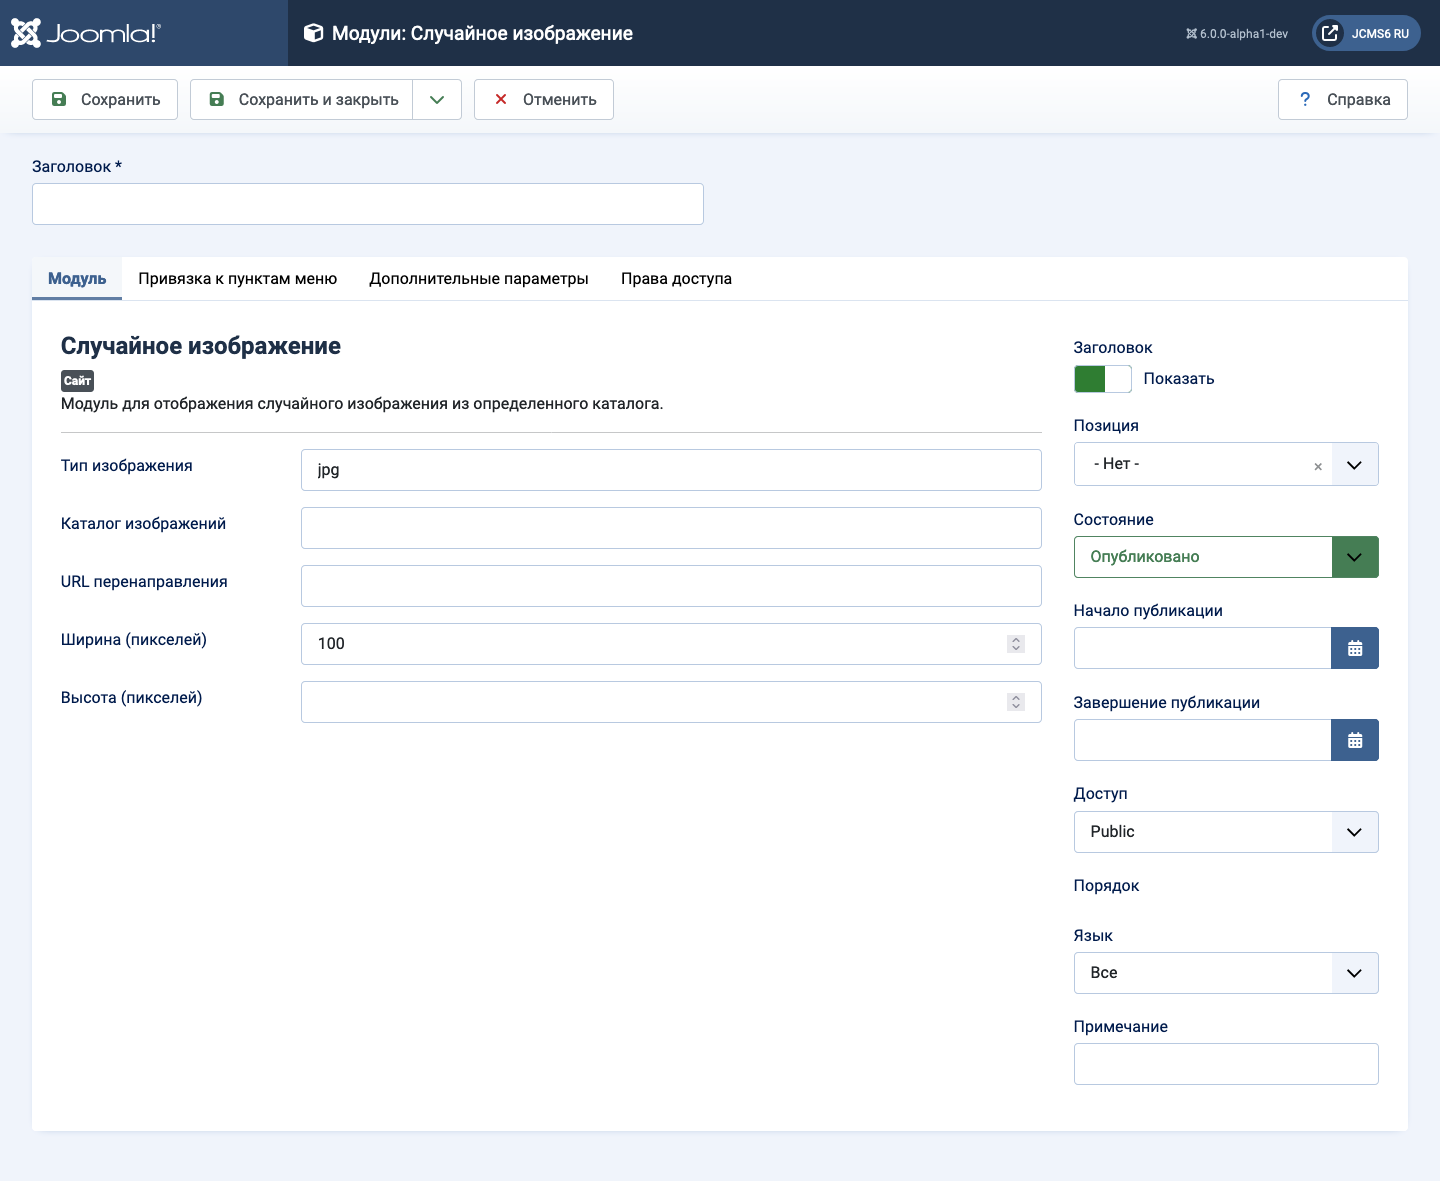 Joomla!®
Модули: Случайное изображение
6.0.0-alpha1-dev
JCMS6 RU
Сохранить
Сохранить и закрыть
Отменить
? Справка
Заголовок *
Модуль
Привязка к пунктам меню
Дополнительные параметры
Права доступа
Случайное изображение
Сайт
Модуль для отображения случайного изображения из определенного каталога.
Тип изображения
jpg
Каталог изображений
URL перенаправления
Ширина (пикселей)
100
Высота (пикселей)
Заголовок
Показать
Позиция
- Нет -
×
Состояние
Опубликовано
Начало публикации
Завершение публикации
Доступ
Public
Порядок
Язык
Все
Примечание